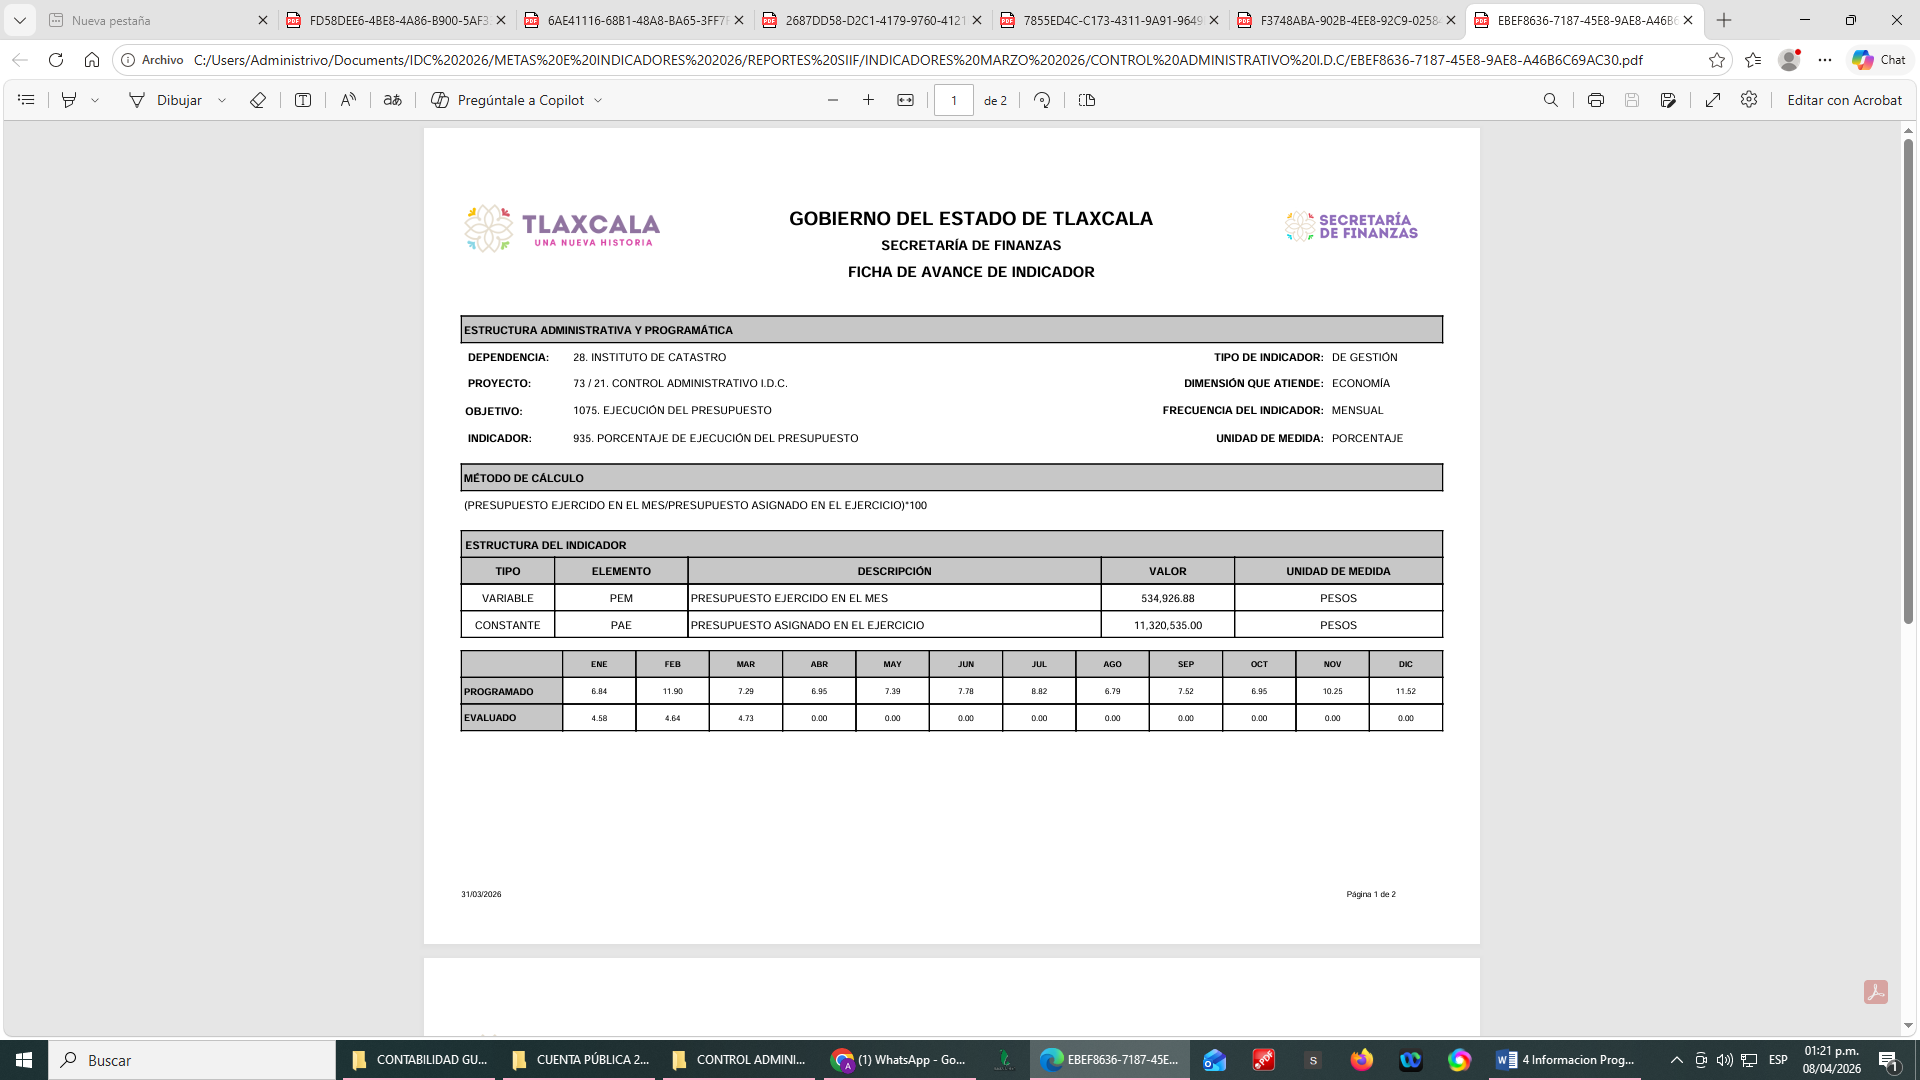 Nueva pestaña
FD58DEE6-4BE8-4A86-B900-5AF3
6AE41116-68B1-48A8-BA65-3FF7F
2687DD58-D2C1-4179-9760-4121
7855ED4C-C173-4311-9A91-9649
F3748ABA-902B-4EE8-92C9-0258
EBEF8636-7187-45E8-9AE8-A46B6
Archivo C:/Users/Administrivo/Documents/IDC%202026/METAS%20E%20INDICADORES%202026/REPORTES%20SIIF/INDICADORES%20MARZO%202026/CONTROL%20ADMINISTRATIVO%20I.D.C/EBEF8636-7187-45E8-9AE8-A46B6C69AC30.pdf
Chat
Dibujar
Pregúntale a Copilot
1 de 2
Editar con Acrobat
TLAXCALA
UNA NUEVA HISTORIA
GOBIERNO DEL ESTADO DE TLAXCALA
SECRETARÍA DE FINANZAS
FICHA DE AVANCE DE INDICADOR
SECRETARÍA
DE FINANZAS
ESTRUCTURA ADMINISTRATIVA Y PROGRAMÁTICA
DEPENDENCIA: 28. INSTITUTO DE CATASTRO TIPO DE INDICADOR: DE GESTIÓN
PROYECTO: 73 / 21. CONTROL ADMINISTRATIVO I.D.C. DIMENSIÓN QUE ATIENDE: ECONOMÍA
OBJETIVO: 1075. EJECUCIÓN DEL PRESUPUESTO FRECUENCIA DEL INDICADOR: MENSUAL
INDICADOR: 935. PORCENTAJE DE EJECUCIÓN DEL PRESUPUESTO UNIDAD DE MEDIDA: PORCENTAJE
MÉTODO DE CÁLCULO
(PRESUPUESTO EJERCIDO EN EL MES/PRESUPUESTO ASIGNADO EN EL EJERCICIO)*100
ESTRUCTURA DEL INDICADOR
TIPO ELEMENTO DESCRIPCIÓN VALOR UNIDAD DE MEDIDA
VARIABLE PEM PRESUPUESTO EJERCIDO EN EL MES 534,926.88 PESOS
CONSTANTE PAE PRESUPUESTO ASIGNADO EN EL EJERCICIO 11,320,535.00 PESOS
ENE FEB MAR ABR MAY JUN JUL AGO SEP OCT NOV DIC
PROGRAMADO 6.84 11.90 7.29 6.95 7.39 7.78 8.82 6.79 7.52 6.95 10.25 11.52
EVALUADO 4.58 4.64 4.73 0.00 0.00 0.00 0.00 0.00 0.00 0.00 0.00 0.00
31/03/2026 Página 1 de 2
Buscar
CONTABILIDAD GU...
CUENTA PÚBLICA 2...
CONTROL ADMINI...
(1) WhatsApp - Go...
EBEF8636-7187-45E...
4 Informacion Prog...
ESP
01:21 p.m.
08/04/2026
1